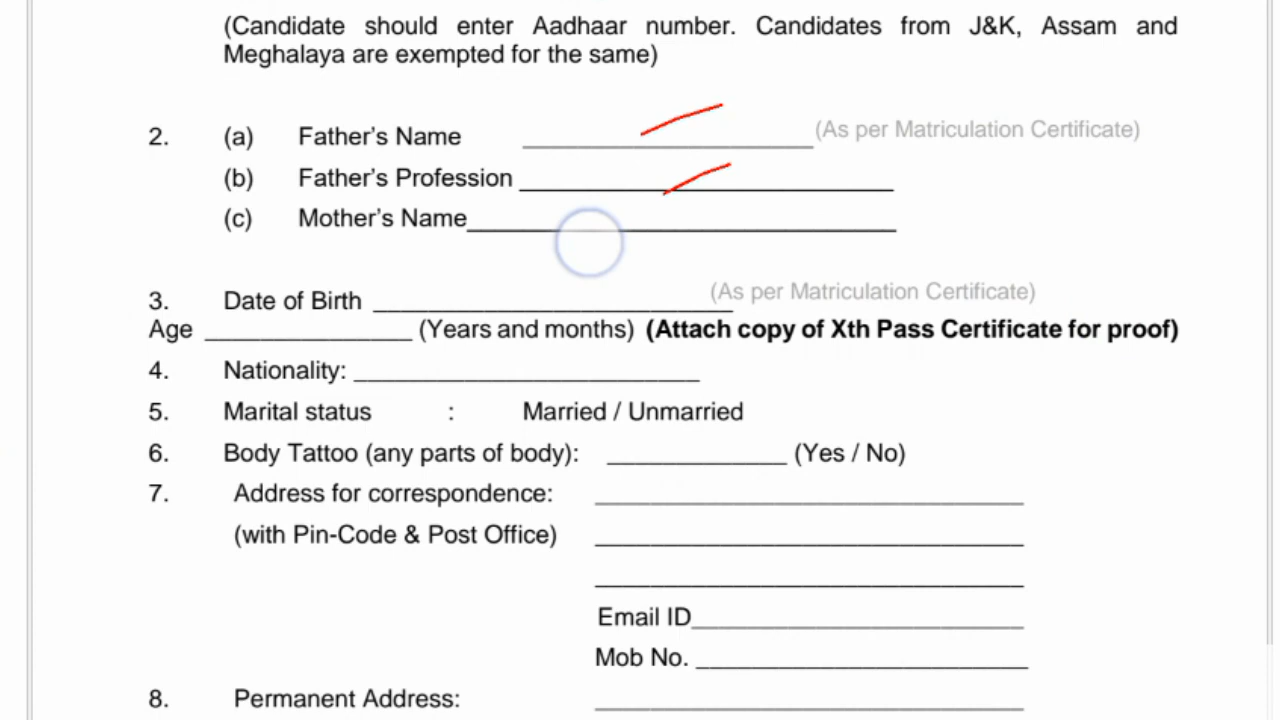 (Candidate should enter Aadhaar number. Candidates from J&K, Assam and
Meghalaya are exempted for the same)
2. (a) Father’s Name ____________________ (As per Matriculation Certificate)
(b) Father’s Profession ____________________
(c) Mother’s Name____________________
3. Date of Birth ____________________ (As per Matriculation Certificate)
Age _______________ (Years and months) (Attach copy of Xth Pass Certificate for proof)
4. Nationality: ____________________
5. Marital status : Married / Unmarried
6. Body Tattoo (any parts of body): _____________ (Yes / No)
7. Address for correspondence: ____________________
(with Pin-Code & Post Office) ____________________
____________________
Email ID____________________
Mob No. ____________________
8. Permanent Address: ____________________